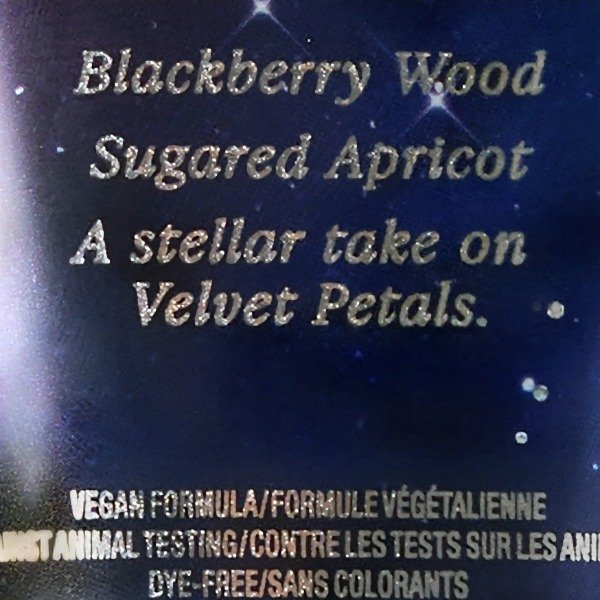 Blackberry Wood
Sugared Apricot
A stellar take on
Velvet Petals.
VEGAN FORMULA/FORMULE VÉGÉTALIENNE
ANIMAL TESTING/CONTRE LES TESTS SUR LES
DYE-FREE/SANS COLORANTS